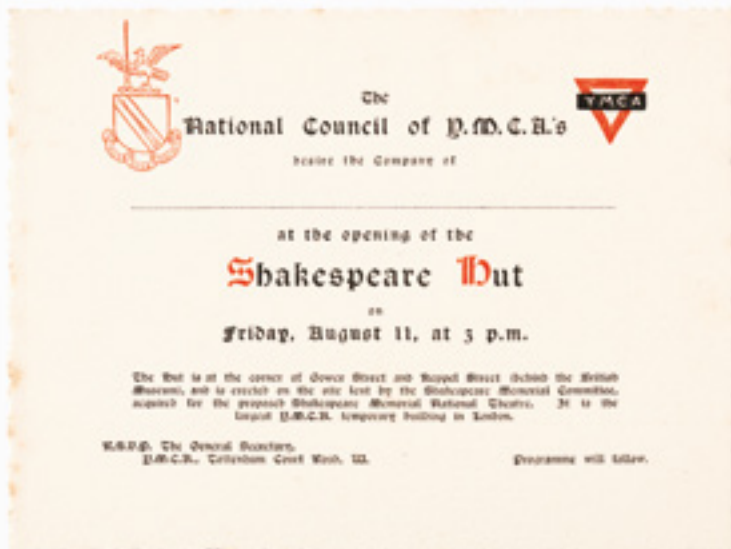 The
YMCA
National Council of Y.M.C.A.'s
desire the Company of
at the opening of the
Shakespeare Hut
on
Friday, August 11, at 3 p.m.
The Hut is at the corner of Gower Street and Keppel Street (behind the British
Museum), and is erected on the site lent by the Shakespeare Memorial Committee,
acquired for the proposed Shakespeare Memorial National Theatre. It is the
largest Y.M.C.A. temporary building in London.
R.S.V.P. The General Secretary,
Y.M.C.A., Tottenham Court Road, W.
Programme will follow.